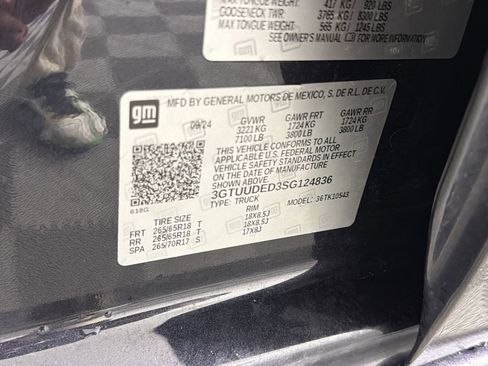 MAX TONGUE WEIGHT: 417 KG/ 920 LBS
GOOSENECK TWR: 3765 KG/ 8300 LBS
MAX TONGUE WEIGHT: 565 KG/ 1245 LBS
SEE OWNER'S MANUAL FOR MORE INFORMATION
gm
MFD BY GENERAL MOTORS DE MEXICO, S. DE R.L. DE C.V.
09/24 GVWR GAWR FRT GAWR RR
3221 KG 1724 KG 1724 KG
7100 LB 3800 LB 3800 LB
THIS VEHICLE CONFORMS TO ALL
APPLICABLE U.S. FEDERAL MOTOR
VEHICLE SAFETY STANDARDS IN EFFECT
ON THE DATE OF MANUFACTURE
SHOWN ABOVE.
3GTUUDED3SG124836
618G TYPE: TRUCK MODEL: 36TK10543
TIRE SIZE RIM
FRT 265/65R18 T 18X8.5J
RR 265/65R18 T 18X8.5J
SPA 265/70R17 S 17X8J